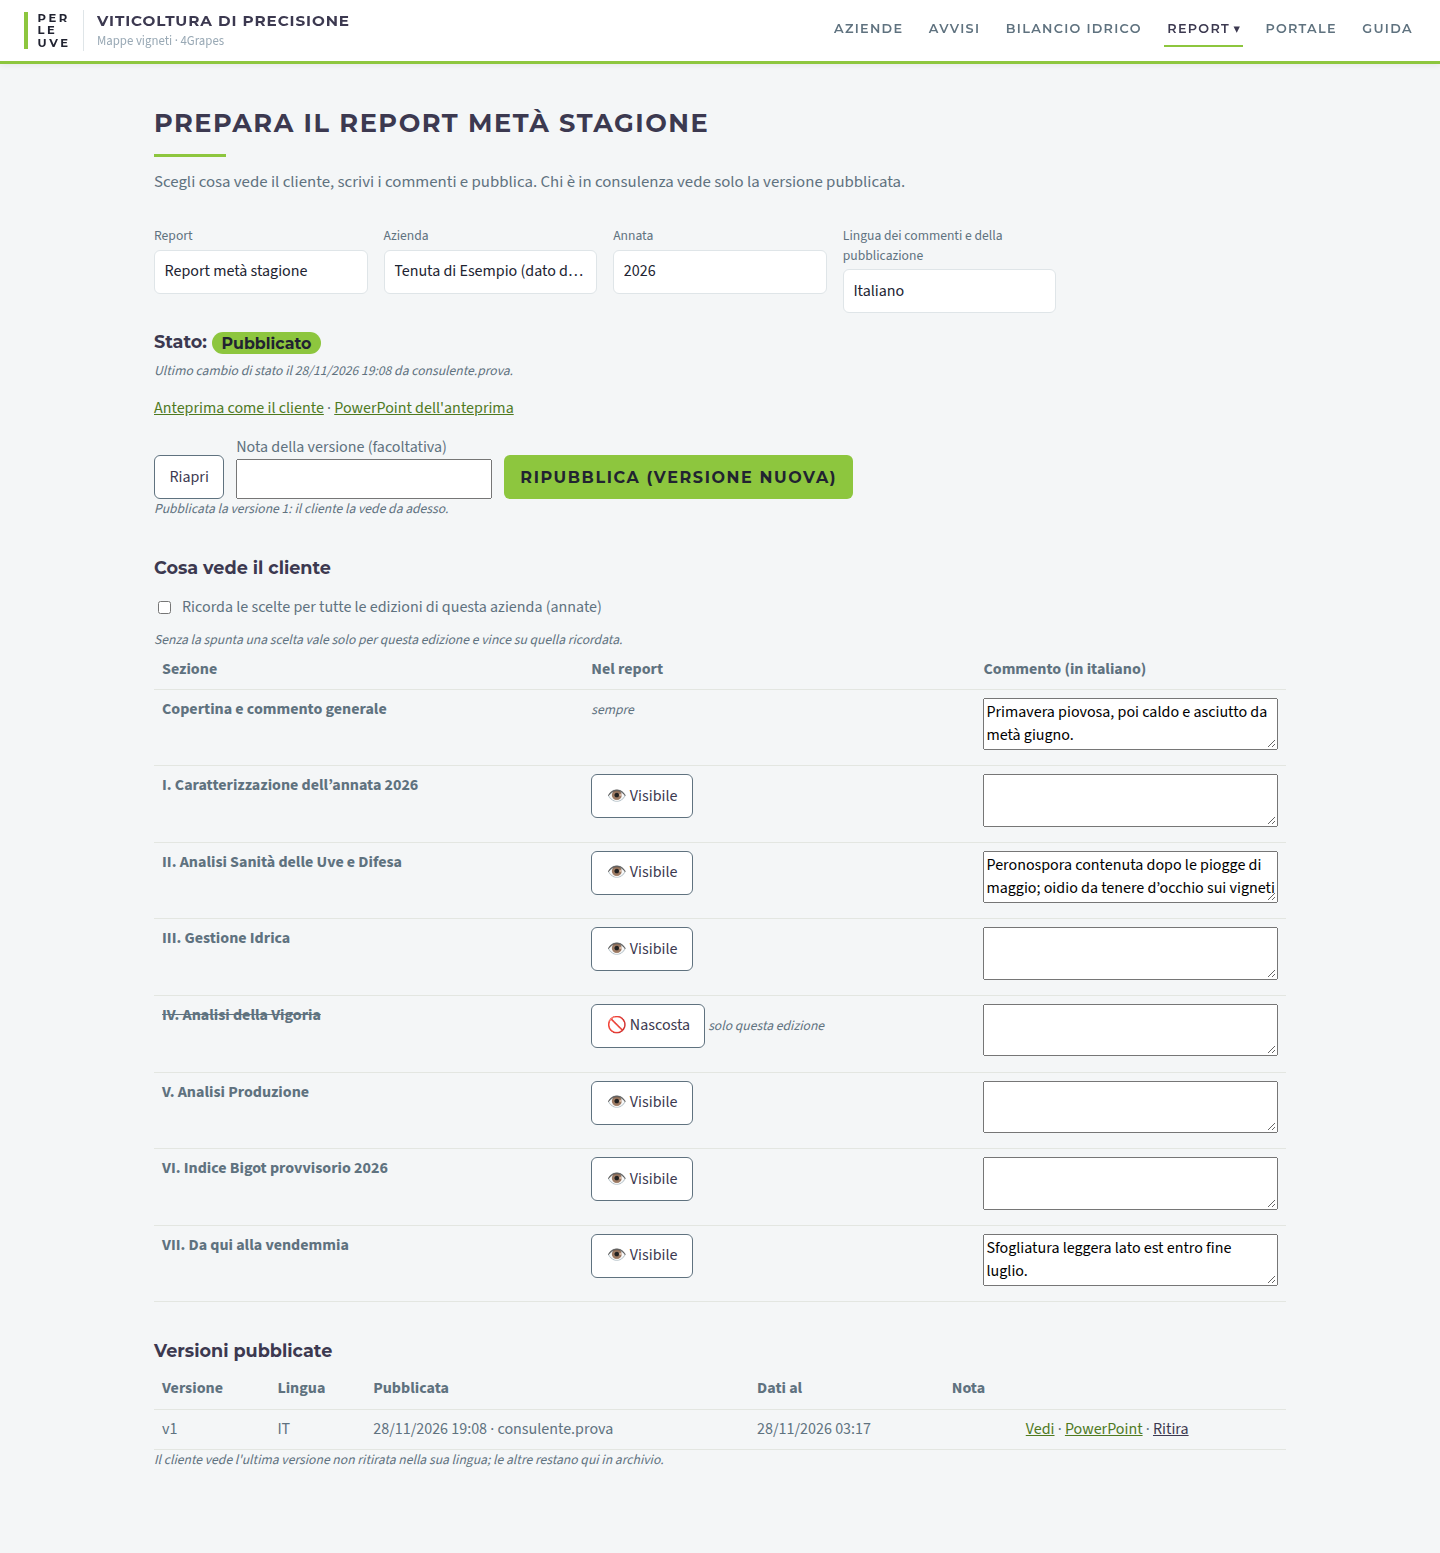 PER
LE
UVE
VITICOLTURA DI PRECISIONE
Mappe vigneti · 4Grapes
AZIENDE AVVISI BILANCIO IDRICO REPORT ▾ PORTALE GUIDA
PREPARA IL REPORT METÀ STAGIONE
Scegli cosa vede il cliente, scrivi i commenti e pubblica. Chi è in consulenza vede solo la versione pubblicata.
Report
Report metà stagione
Azienda
Tenuta di Esempio (dato d…
Annata
2026
Lingua dei commenti e della
pubblicazione
Italiano
Stato: Pubblicato
Ultimo cambio di stato il 28/11/2026 19:08 da consulente.prova.
Anteprima come il cliente · PowerPoint dell'anteprima
Nota della versione (facoltativa)
Riapri RIPUBBLICA (VERSIONE NUOVA)
Pubblicata la versione 1: il cliente la vede da adesso.
Cosa vede il cliente
Ricorda le scelte per tutte le edizioni di questa azienda (annate)
Senza la spunta una scelta vale solo per questa edizione e vince su quella ricordata.
Sezione Nel report Commento (in italiano)
Copertina e commento generale sempre Primavera piovosa, poi caldo e asciutto da
metà giugno.
I. Caratterizzazione dell’annata 2026 Visibile
II. Analisi Sanità delle Uve e Difesa Visibile Peronospora contenuta dopo le piogge di
maggio; oidio da tenere d’occhio sui vigneti
III. Gestione Idrica Visibile
IV. Analisi della Vigoria Nascosta solo questa edizione
V. Analisi Produzione Visibile
VI. Indice Bigot provvisorio 2026 Visibile
VII. Da qui alla vendemmia Visibile Sfogliatura leggera lato est entro fine
luglio.
Versioni pubblicate
Versione Lingua Pubblicata Dati al Nota
v1 IT 28/11/2026 19:08 · consulente.prova 28/11/2026 03:17 Vedi · PowerPoint · Ritira
Il cliente vede l'ultima versione non ritirata nella sua lingua; le altre restano qui in archivio.